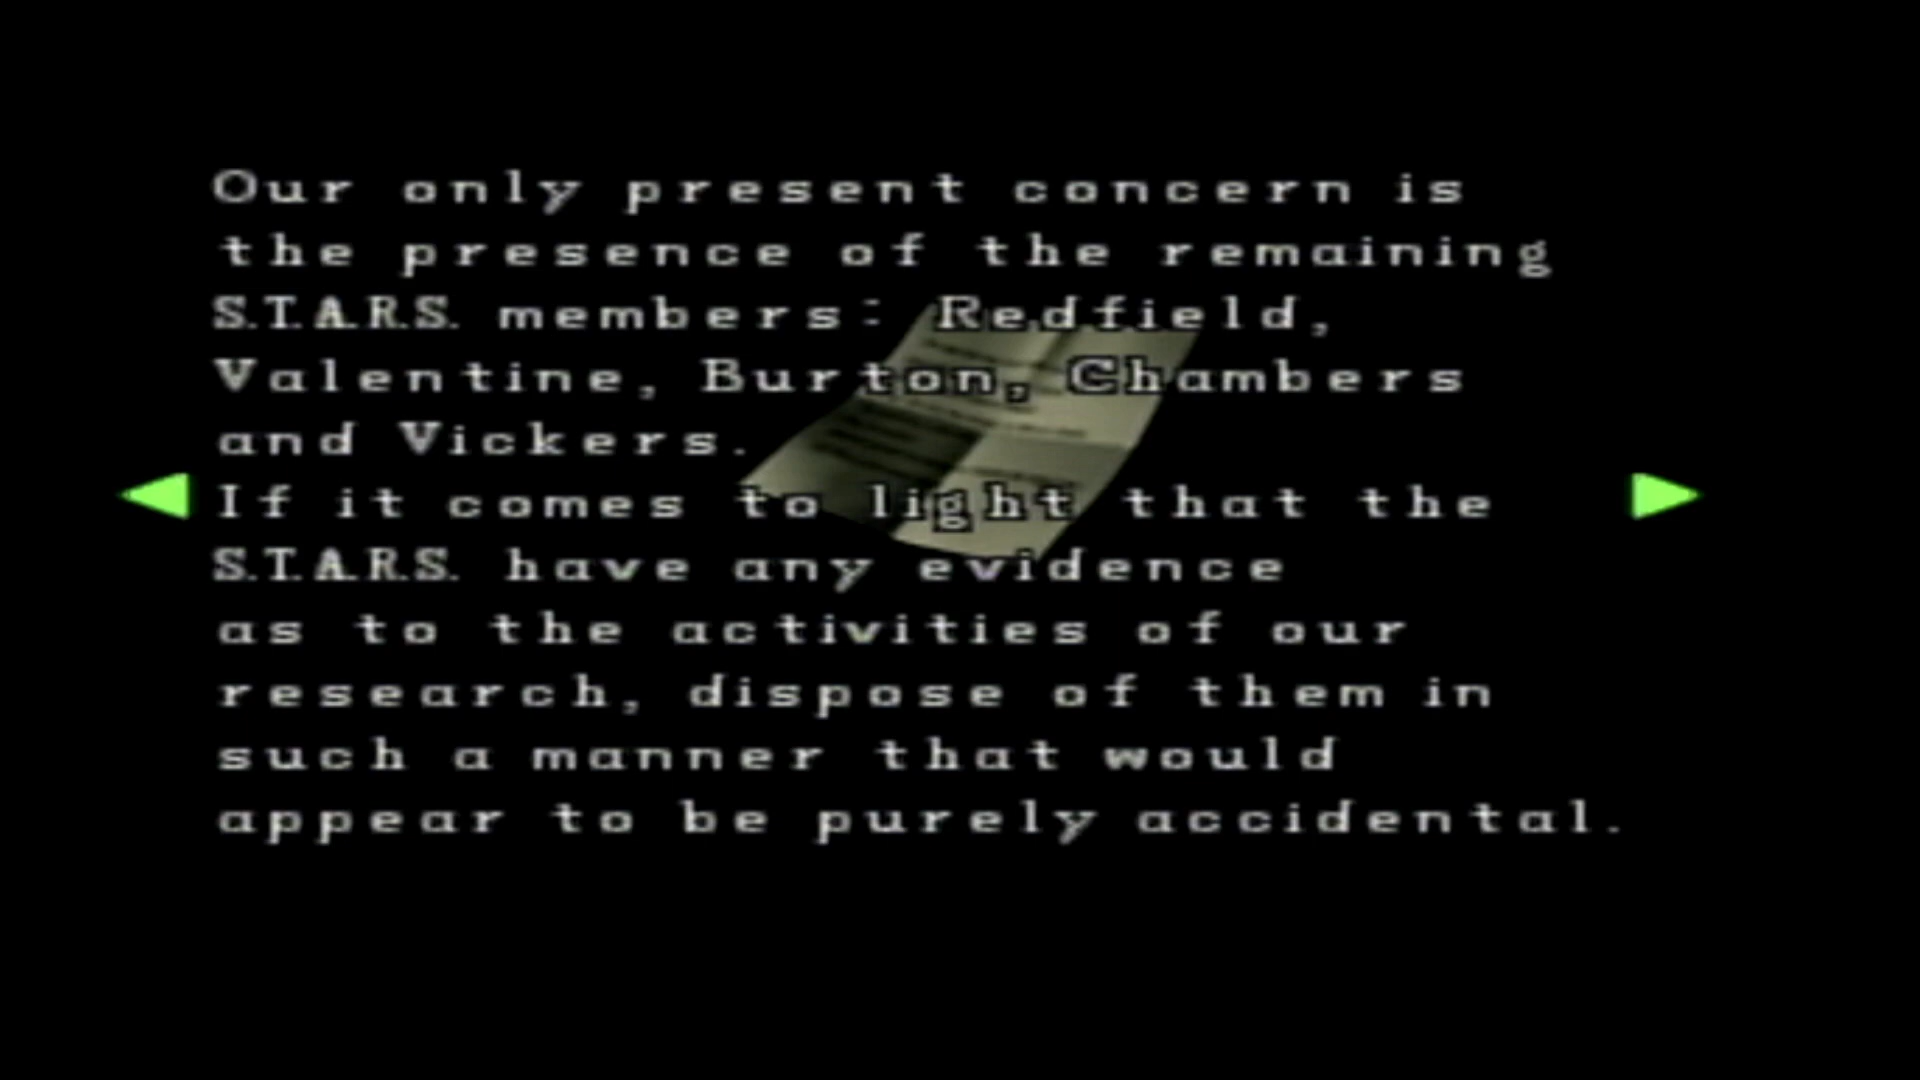 Our only present concern is
the presence of the remaining
S.T.A.R.S. members: Redfield,
Valentine, Burton, Chambers
and Vickers.
If it comes to light that the
S.T.A.R.S. have any evidence
as to the activities of our
research, dispose of them in
such a manner that would
appear to be purely accidental.